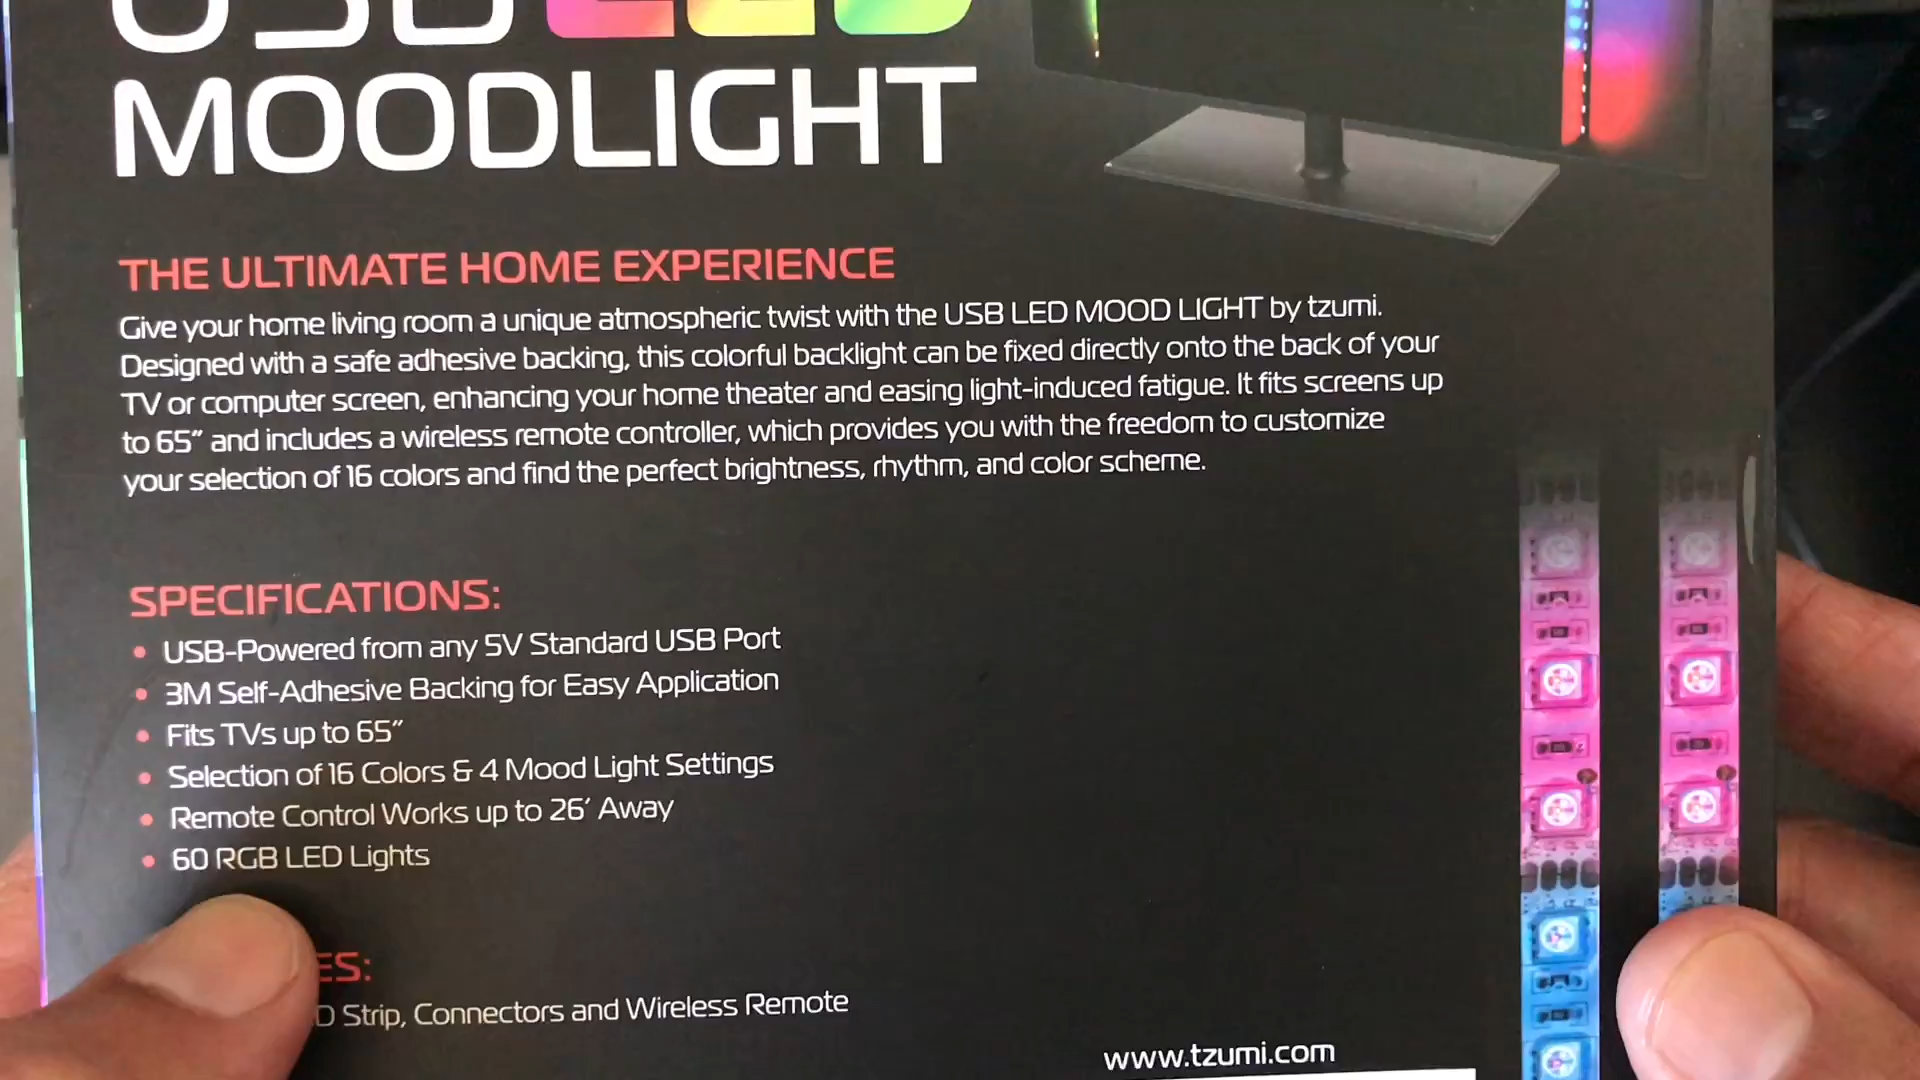 USB LED
MOODLIGHT
THE ULTIMATE HOME EXPERIENCE
Give your home living room a unique atmospheric twist with the USB LED MOOD LIGHT by tzumi.
Designed with a safe adhesive backing, this colorful backlight can be fixed directly onto the back of your
TV or computer screen, enhancing your home theater and easing light-induced fatigue. It fits screens up
to 65″ and includes a wireless remote controller, which provides you with the freedom to customize
your selection of 16 colors and find the perfect brightness, rhythm, and color scheme.
SPECIFICATIONS:
• USB-Powered from any 5V Standard USB Port
• 3M Self-Adhesive Backing for Easy Application
• Fits TVs up to 65″
• Selection of 16 Colors & 4 Mood Light Settings
• Remote Control Works up to 26′ Away
• 60 RGB LED Lights
ES:
D Strip, Connectors and Wireless Remote
www.tzumi.com